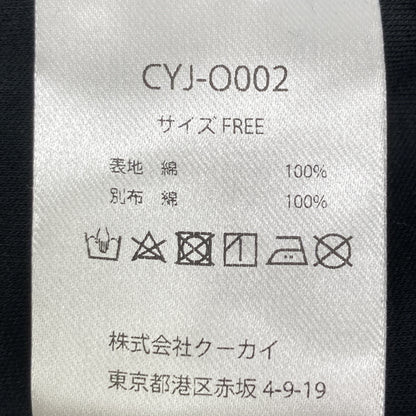 CYJ-O002
サイズ FREE
表地 綿 100%
別布 綿 100%
株式会社クーカイ
東京都港区赤坂 4-9-19